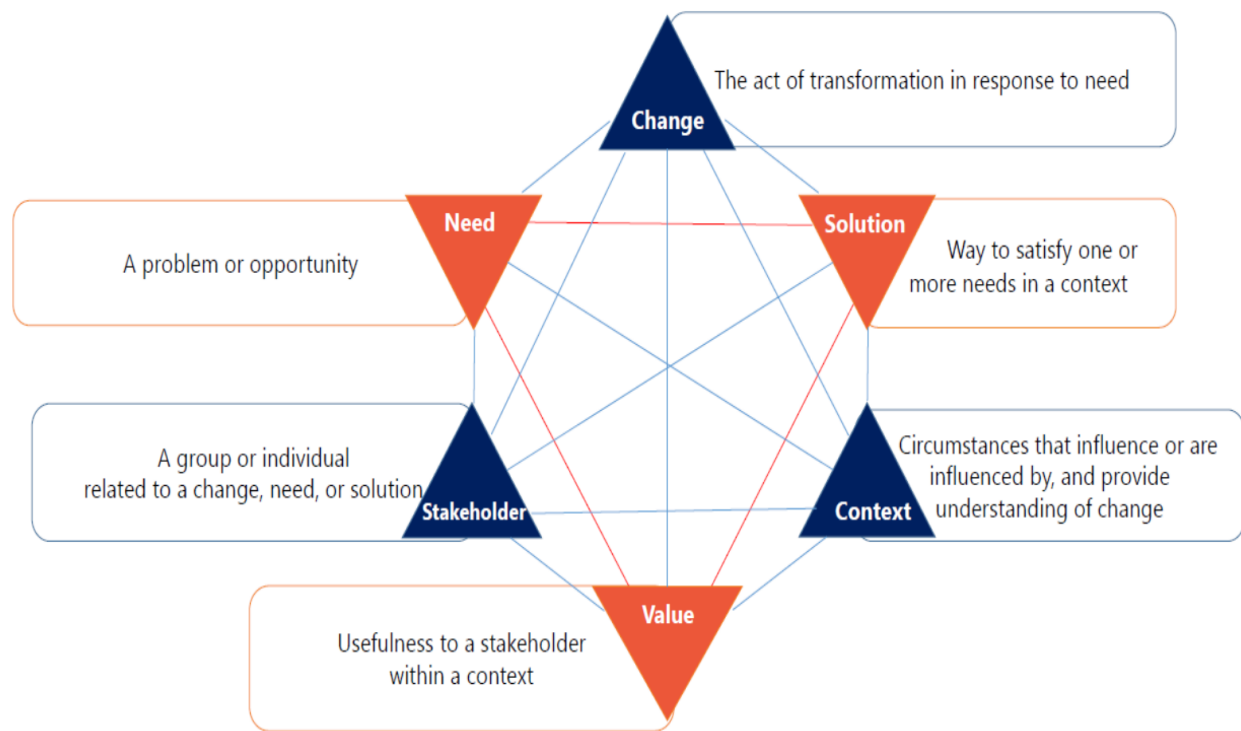 The act of transformation in response to need
Change
Need
Solution
A problem or opportunity
Way to satisfy one or
more needs in a context
A group or individual
related to a change, need, or solution
Stakeholder
Circumstances that influence or are
influenced by, and provide
understanding of change
Context
Value
Usefulness to a stakeholder
within a context